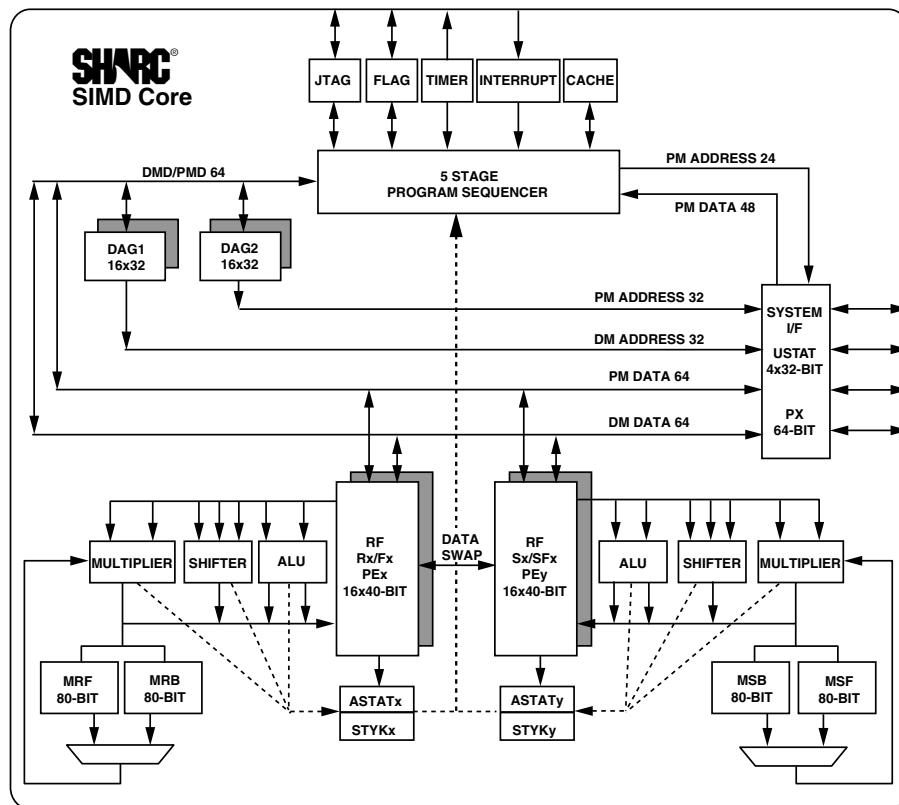 SHARC®
SIMD Core
JTAG
FLAG
TIMER
INTERRUPT
CACHE
5 STAGE
PROGRAM SEQUENCER
PM ADDRESS 24
PM DATA 48
DMD/PMD 64
DAG1
16x32
DAG2
16x32
PM ADDRESS 32
DM ADDRESS 32
PM DATA 64
DM DATA 64
SYSTEM
I/F
USTAT
4x32-BIT
PX
64-BIT
MULTIPLIER
SHIFTER
ALU
RF
Rx/Fx
PEx
16x40-BIT
DATA
SWAP
RF
Sx/SFx
PEy
16x40-BIT
ALU
SHIFTER
MULTIPLIER
MRF
80-BIT
MRB
80-BIT
ASTATx
STYKx
ASTATy
STYKy
MSB
80-BIT
MSF
80-BIT